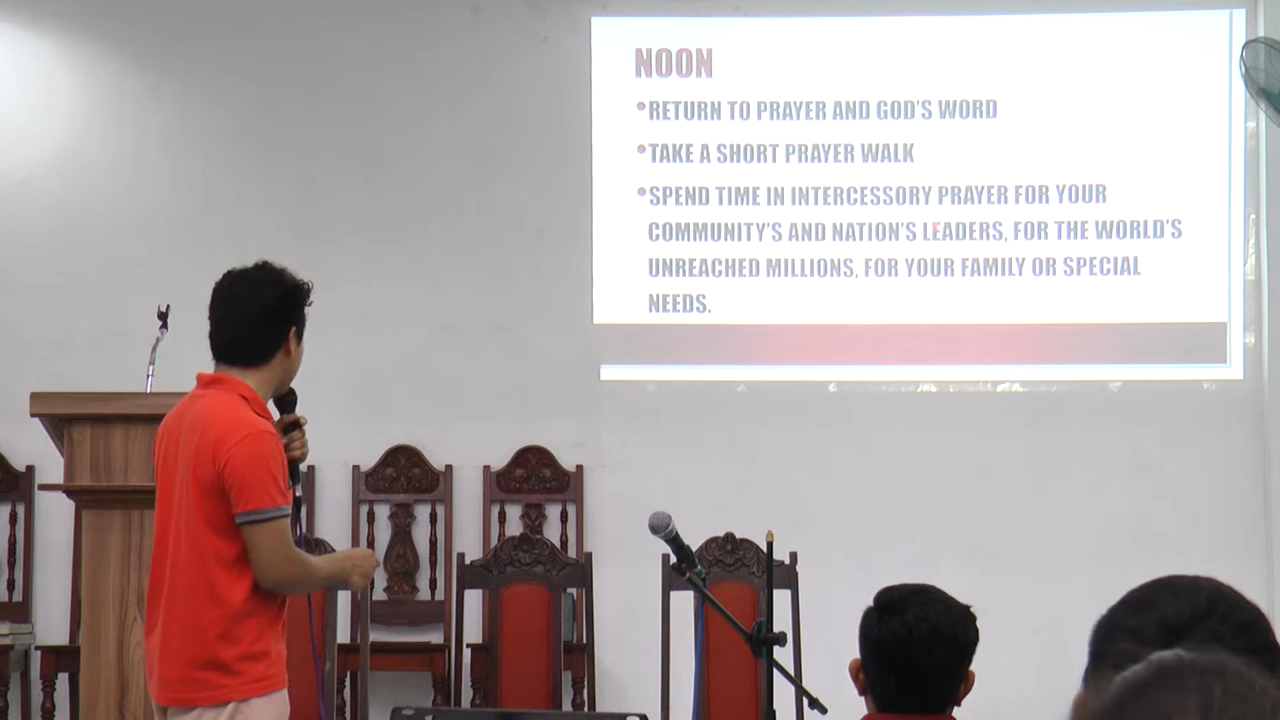 NOON
•RETURN TO PRAYER AND GOD'S WORD
•TAKE A SHORT PRAYER WALK
•SPEND TIME IN INTERCESSORY PRAYER FOR YOUR
COMMUNITY'S AND NATION'S LEADERS, FOR THE WORLD'S
UNREACHED MILLIONS, FOR YOUR FAMILY OR SPECIAL
NEEDS.